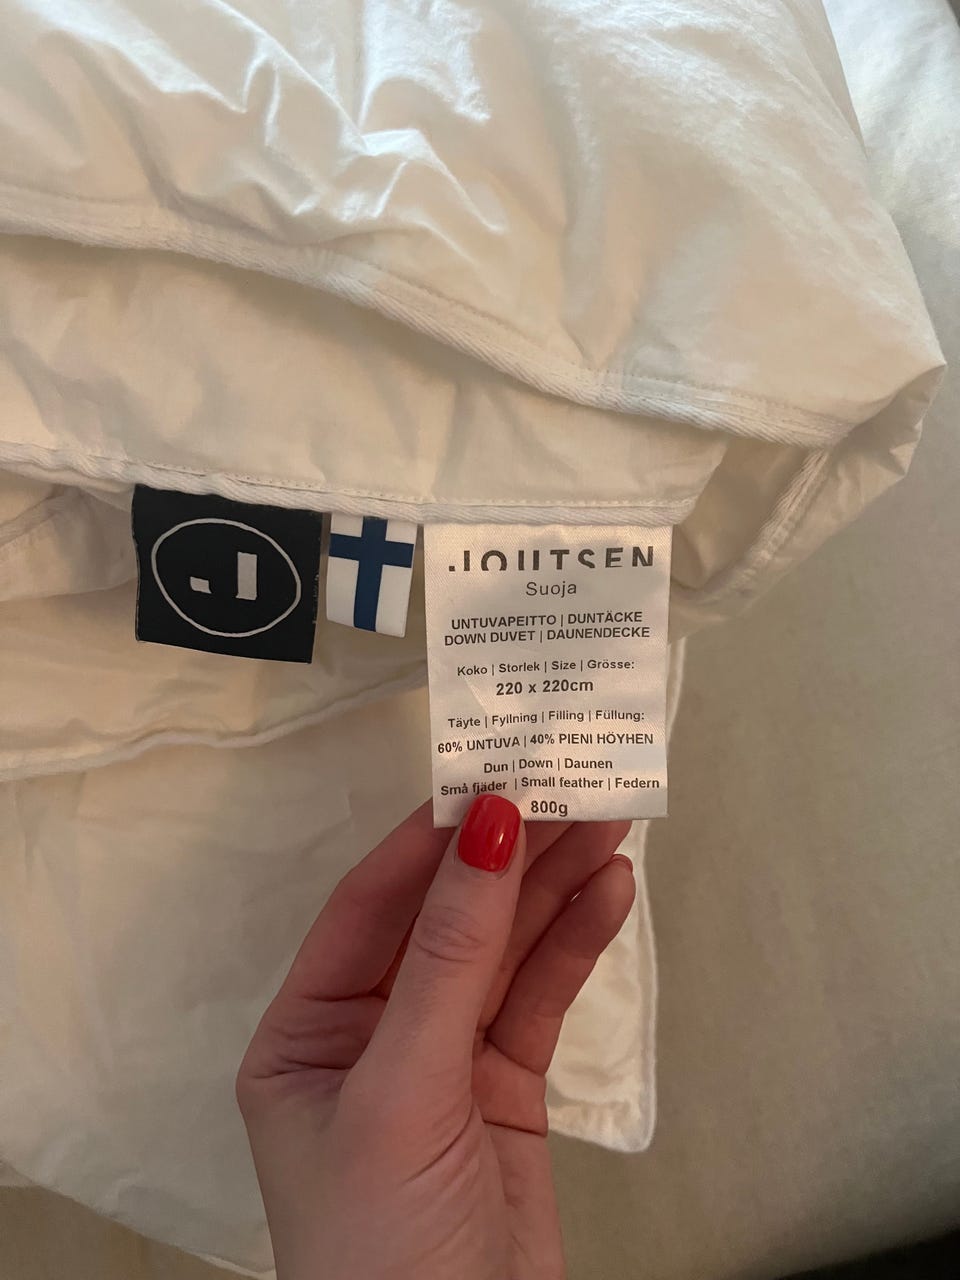 J
JOUTSEN
Suoja
UNTUVAPEITTO | DUNTÄCKE
DOWN DUVET | DAUNENDECKE
Koko | Storlek | Size | Grösse:
220 x 220cm
Täyte | Fyllning | Filling | Füllung:
60% UNTUVA | 40% PIENI HÖYHEN
Dun | Down | Daunen
Små fjäder | Small feather | Federn
800g